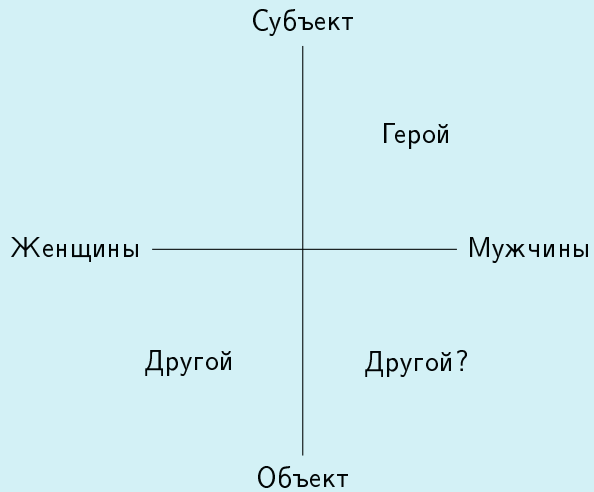 Субъект
Герой
Женщины
Мужчины
Другой
Другой?
Объект